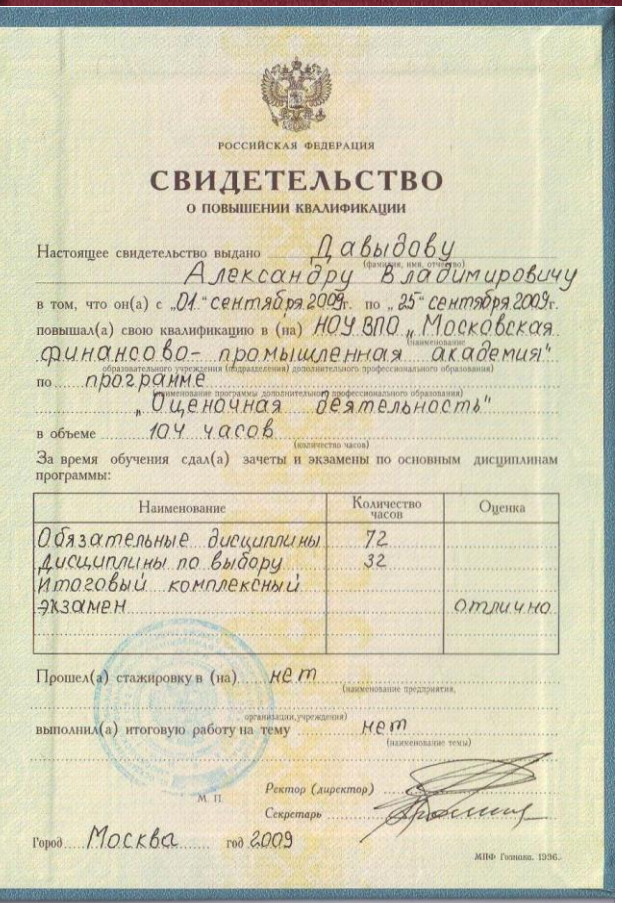 РОССИЙСКАЯ ФЕДЕРАЦИЯ
СВИДЕТЕЛЬСТВО
О ПОВЫШЕНИИ КВАЛИФИКАЦИИ
Настоящее свидетельство выдано Давыдову
(фамилия, имя, отчество)
Александру Владимировичу
в том, что он(а) с „01" сентября 2009г. по „25" сентября 2009г.
повышал(а) свою квалификацию в (на) НОУ ВПО „Московская
(наименование
финансово- промышленная академия"
образовательного учреждения (подразделения) дополнительного профессионального образования)
по программе
(наименование программы дополнительного профессионального образования)
„Оценочная деятельность"
в объеме 104 часов
(количество часов)
За время обучения сдал(а) зачеты и экзамены по основным дисциплинам
программы:
Наименование Количество часов Оценка
Обязательные дисциплины 72
Дисциплины по выбору 32
Итоговый комплексный
экзамен отлично
Прошел(а) стажировку в (на) нет
(наименование предприятия,
организации, учреждения)
выполнил(а) итоговую работу на тему нет
(наименование темы)
М. П.
Ректор (директор)
Секретарь
Город Москва год 2009
МПФ Гознака. 1996.